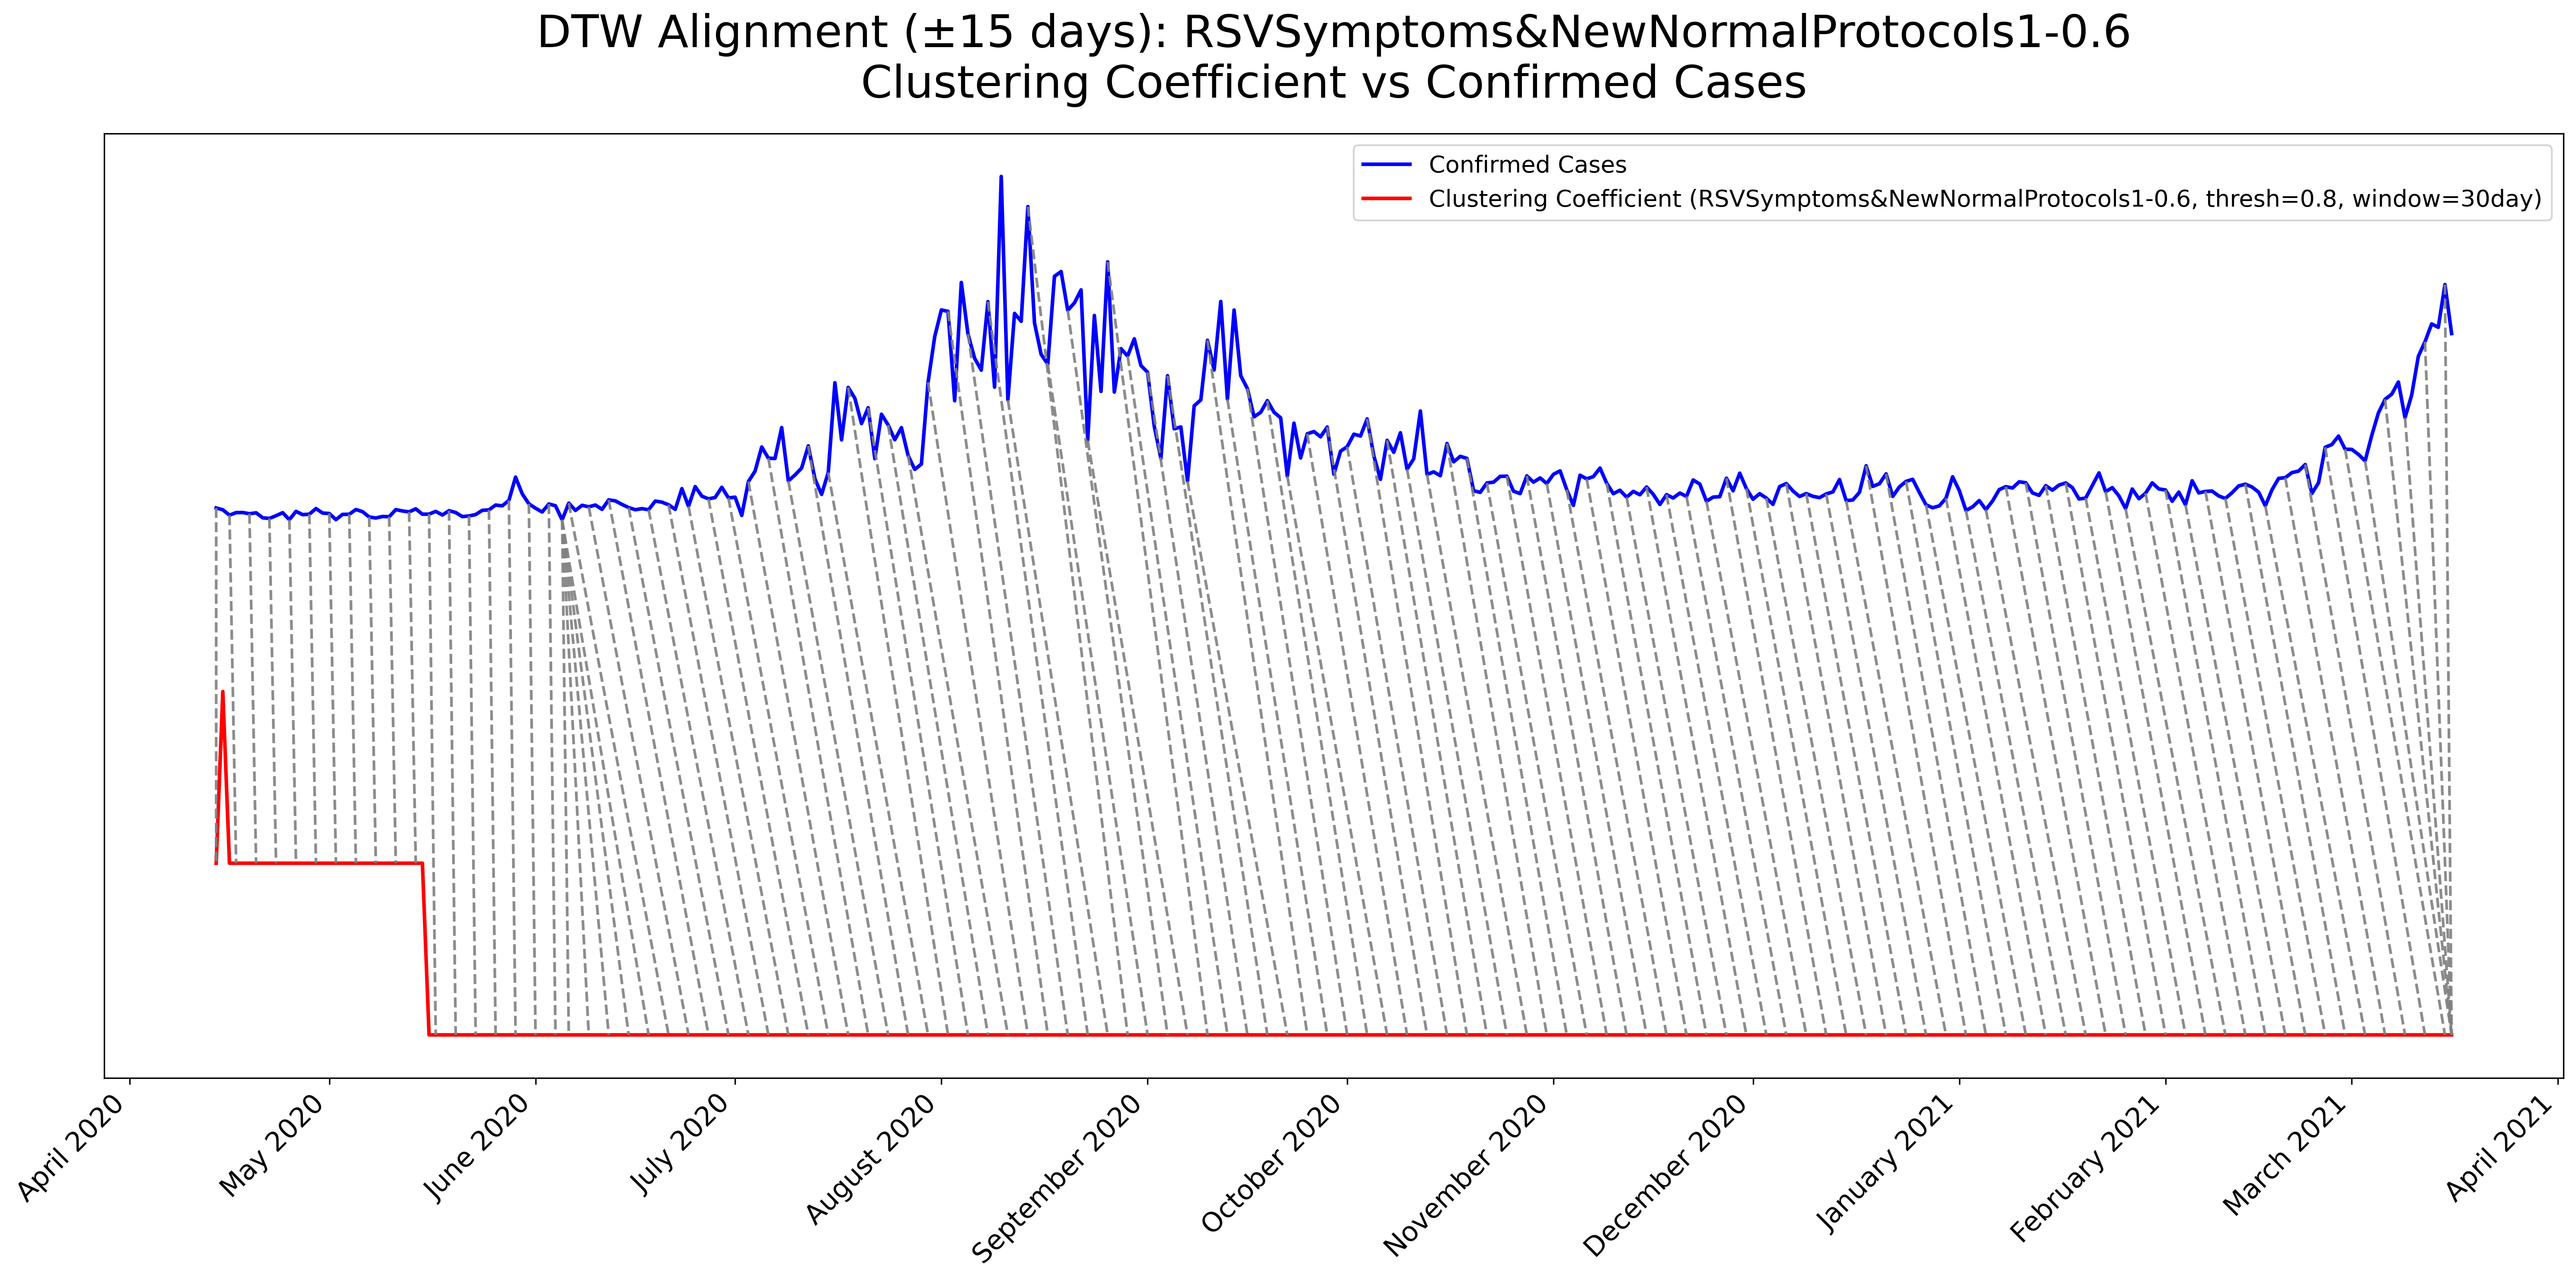 DTW Alignment (±15 days): RSVSymptoms&NewNormalProtocols1-0.6
Clustering Coefficient vs Confirmed Cases
Confirmed Cases
Clustering Coefficient (RSVSymptoms&NewNormalProtocols1-0.6, thresh=0.8, window=30day)
April 2020
May 2020
June 2020
July 2020
August 2020
September 2020
October 2020
November 2020
December 2020
January 2021
February 2021
March 2021
April 2021